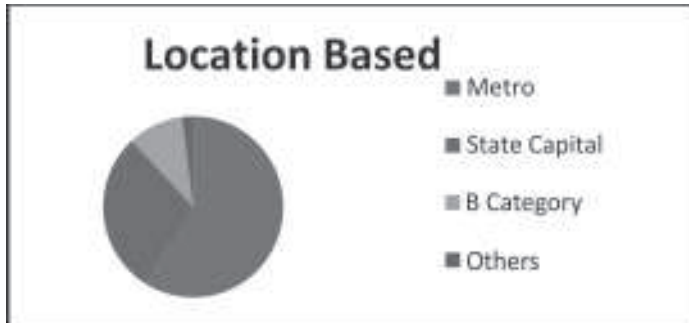 Location Based
Metro
State Capital
B Category
Others